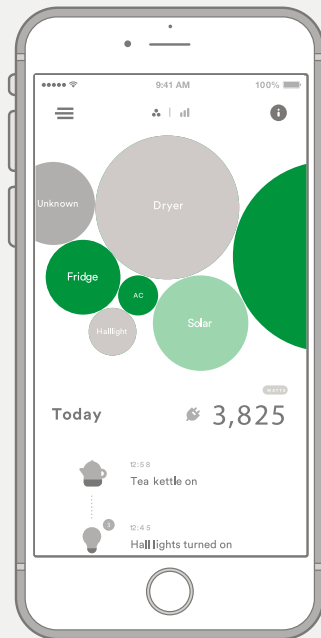 9:41 AM
100%
Unknown
Dryer
Fridge
AC
Solar
Halllight
watts
Today
3,825
12:58
Tea kettle on
12:45
Hall lights turned on